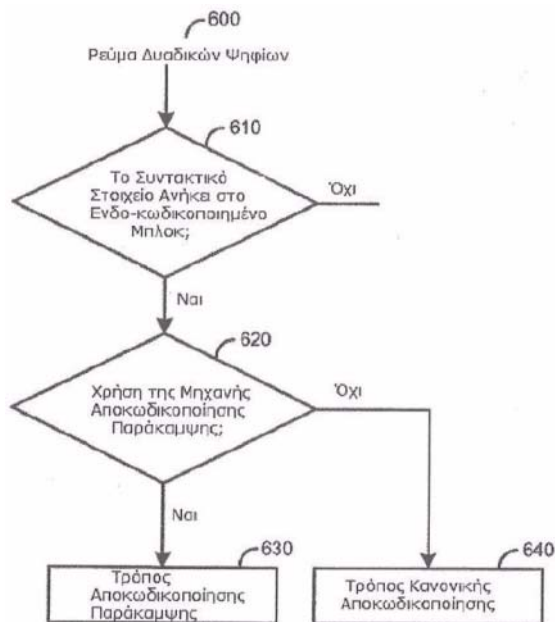 600
Ρεύμα Δυαδικών Ψηφίων
610
Το Συντακτικό
Στοιχείο Ανήκει στο
Ενδο-κωδικοποιημένο
Μπλοκ;
Όχι
Ναι
620
Χρήση της Μηχανής
Αποκωδικοποίησης
Παράκαμψης;
Όχι
Ναι
630
Τρόπος
Αποκωδικοποίησης
Παράκαμψης
640
Τρόπος Κανονικής
Αποκωδικοποίησης